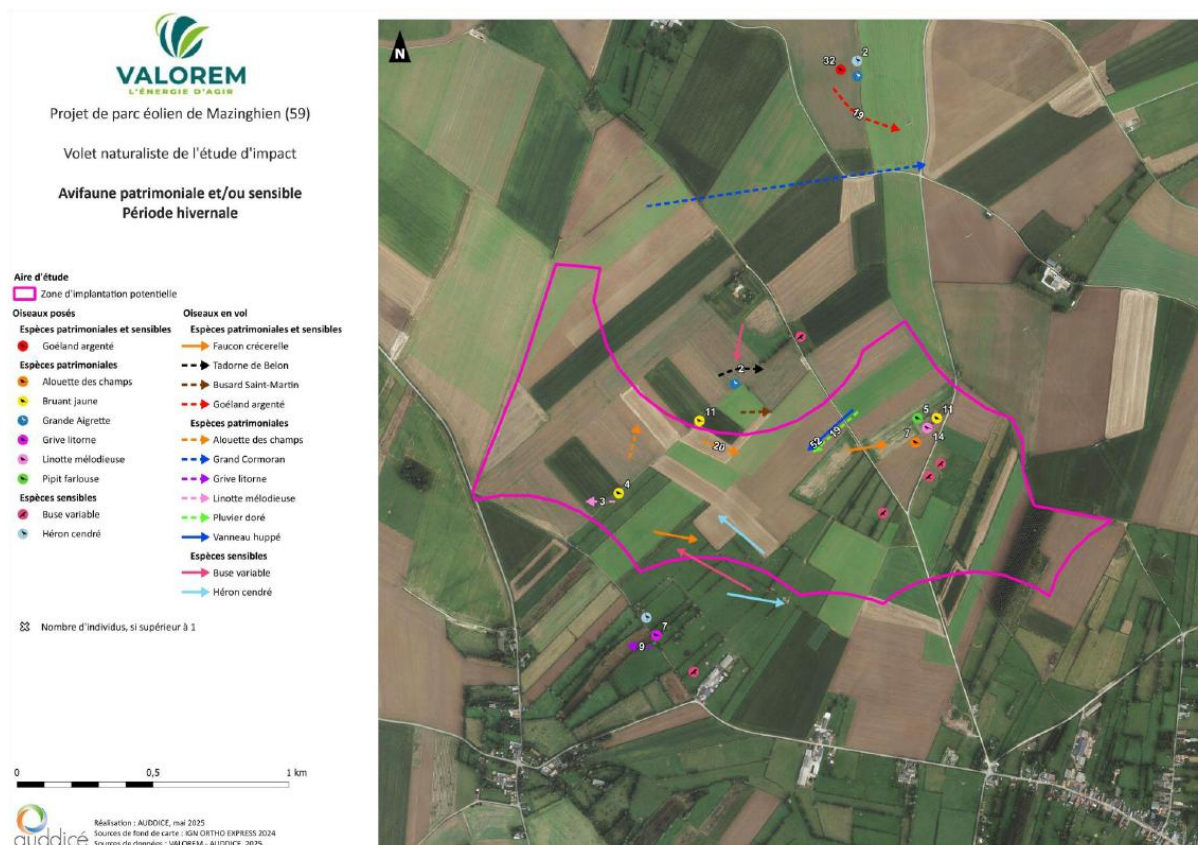 VALOREM
L'ÉNERGIE D'AGIR
Projet de parc éolien de Mazinghien (59)
Volet naturaliste de l'étude d'impact
Avifaune patrimoniale et/ou sensible
Période hivernale
Aire d'étude
Zone d'implantation potentielle
Oiseaux posés
Espèces patrimoniales et sensibles
Goéland argenté
Espèces patrimoniales
Alouette des champs
Bruant jaune
Grande Aigrette
Grive litorne
Linotte mélodieuse
Pipit farlouse
Espèces sensibles
Buse variable
Héron cendré
Oiseaux en vol
Espèces patrimoniales et sensibles
Faucon crécerelle
Tadorne de Belon
Busard Saint-Martin
Goéland argenté
Espèces patrimoniales
Alouette des champs
Grand Cormoran
Grive litorne
Linotte mélodieuse
Pluvier doré
Vanneau huppé
Espèces sensibles
Buse variable
Héron cendré
Nombre d'individus, si supérieur à 1
0 0,5 1 km
auddicé
Réalisation : AUDDICE, mai 2025
Sources de fond de carte : IGN ORTHO EXPRESS 2024
Sources de données : VALOREM - AUDDICE, 2025
N
2
32
19
2
11
20
52
19
5
11
14
7
4
3
7
9